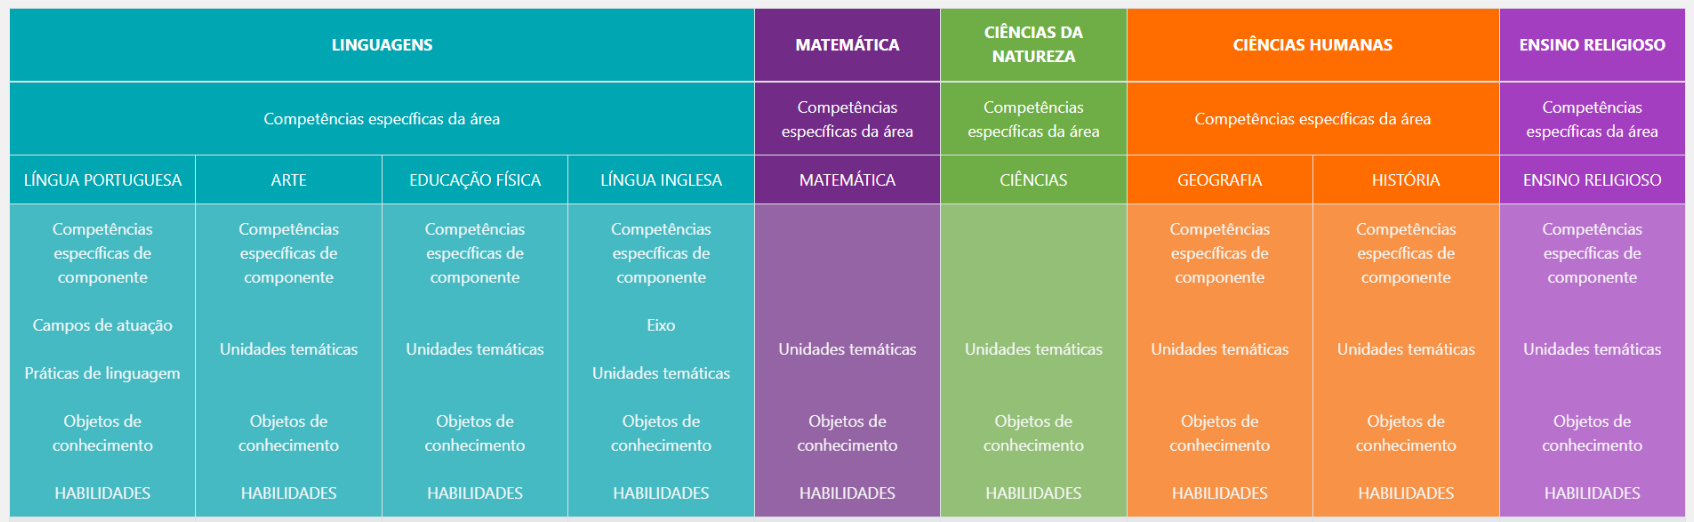 LINGUAGENS
MATEMÁTICA
CIÊNCIAS DA
NATUREZA
CIÊNCIAS HUMANAS
ENSINO RELIGIOSO
Competências específicas da área
Competências
específicas da área
Competências
específicas da área
Competências específicas da área
Competências
específicas da área
LÍNGUA PORTUGUESA
ARTE
EDUCAÇÃO FÍSICA
LÍNGUA INGLESA
MATEMÁTICA
CIÊNCIAS
GEOGRAFIA
HISTÓRIA
ENSINO RELIGIOSO
Competências
específicas de
componente
Campos de atuação
Práticas de linguagem
Objetos de
conhecimento
HABILIDADES
Competências
específicas de
componente
Unidades temáticas
Objetos de
conhecimento
HABILIDADES
Competências
específicas de
componente
Unidades temáticas
Objetos de
conhecimento
HABILIDADES
Competências
específicas de
componente
Eixo
Unidades temáticas
Objetos de
conhecimento
HABILIDADES
Unidades temáticas
Objetos de
conhecimento
HABILIDADES
Unidades temáticas
Objetos de
conhecimento
HABILIDADES
Competências
específicas de
componente
Unidades temáticas
Objetos de
conhecimento
HABILIDADES
Competências
específicas de
componente
Unidades temáticas
Objetos de
conhecimento
HABILIDADES
Competências
específicas de
componente
Unidades temáticas
Objetos de
conhecimento
HABILIDADES